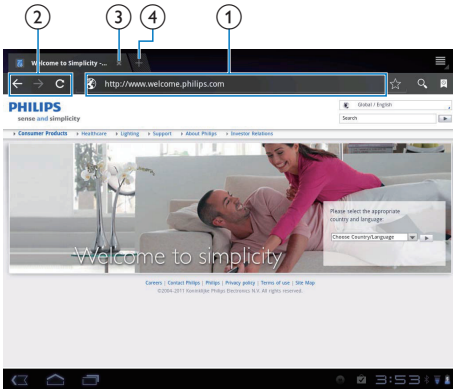 2 3 4 1
Welcome to Simplicity -...
http://www.welcome.philips.com
PHILIPS
sense and simplicity
Global / English
Search
Consumer Products Healthcare Lighting Support About Philips Investor Relations
Please select the appropriate
country and language:
Choose Country/Language
Welcome to simplicity
Careers | Contact Philips | Philips | Privacy policy | Terms of use | Site Map
©2004-2011 Koninklijke Philips Electronics N.V. All rights reserved.
3:53